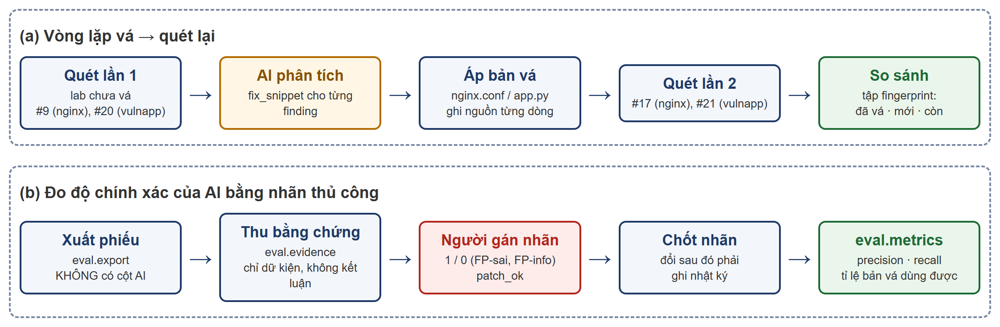 (a) Vòng lặp vá → quét lại
Quét lần 1
lab chưa vá
#9 (nginx), #20 (vulnapp)
→
AI phân tích
fix_snippet cho từng
finding
→
Áp bản vá
nginx.conf / app.py
ghi nguồn từng dòng
→
Quét lần 2
#17 (nginx), #21 (vulnapp)
→
So sánh
tập fingerprint:
đã vá · mới · còn
(b) Đo độ chính xác của AI bằng nhãn thủ công
Xuất phiếu
eval.export
KHÔNG có cột AI
→
Thu bằng chứng
eval.evidence
chỉ dữ kiện, không kết
luận
→
Người gán nhãn
1 / 0 (FP-sai, FP-info)
patch_ok
→
Chốt nhãn
đổi sau đó phải
ghi nhật ký
→
eval.metrics
precision · recall
tỉ lệ bản vá dùng được